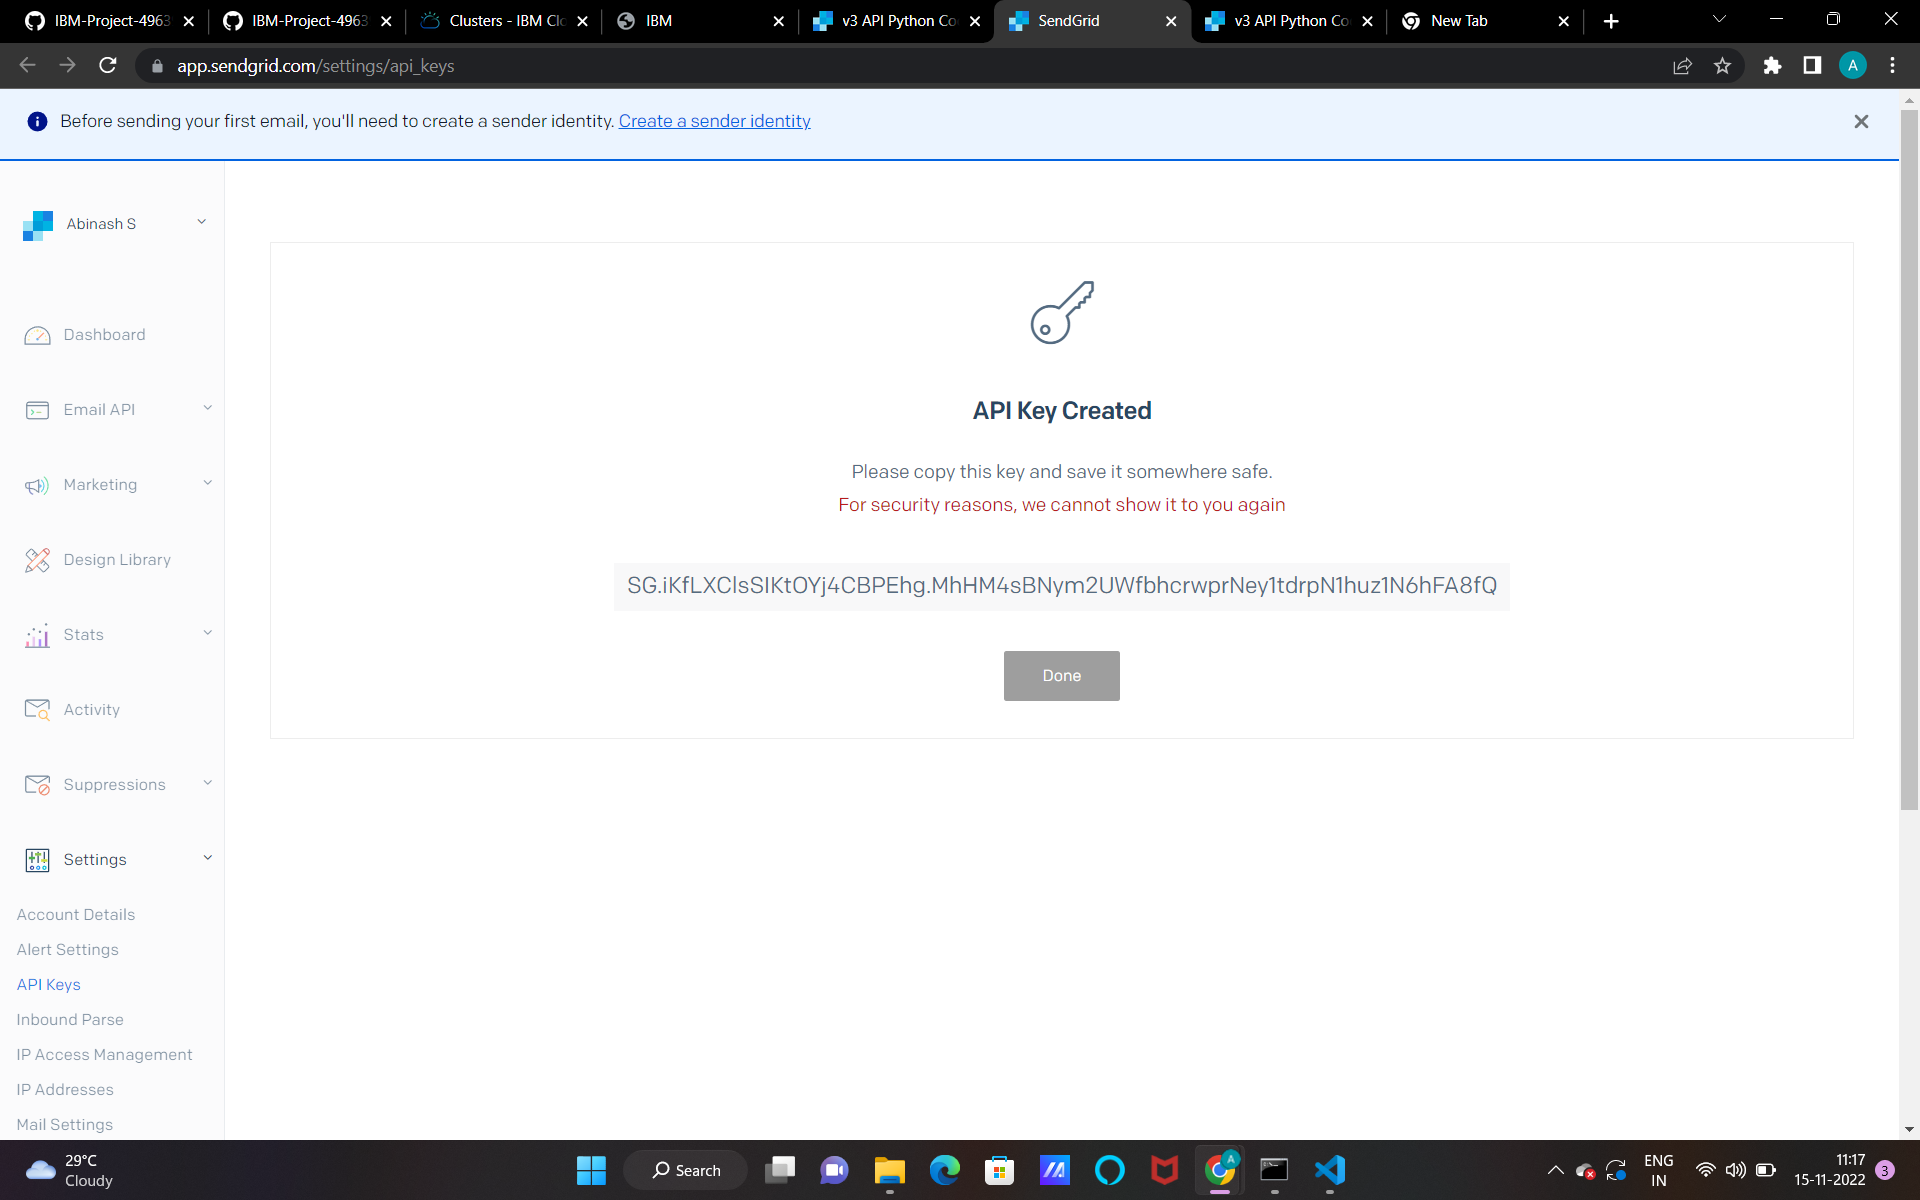 IBM-Project-4963
IBM-Project-4963
Clusters - IBM Clo
IBM
v3 API Python Co
SendGrid
v3 API Python Co
New Tab
app.sendgrid.com/settings/api_keys
A
Before sending your first email, you'll need to create a sender identity. Create a sender identity
Abinash S
Dashboard
Email API
Marketing
Design Library
Stats
Activity
Suppressions
Settings
Account Details
Alert Settings
API Keys
Inbound Parse
IP Access Management
IP Addresses
Mail Settings
API Key Created
Please copy this key and save it somewhere safe.
For security reasons, we cannot show it to you again
Done
29°C
Cloudy
Search
A
ENG
IN
11:17
15-11-2022
3